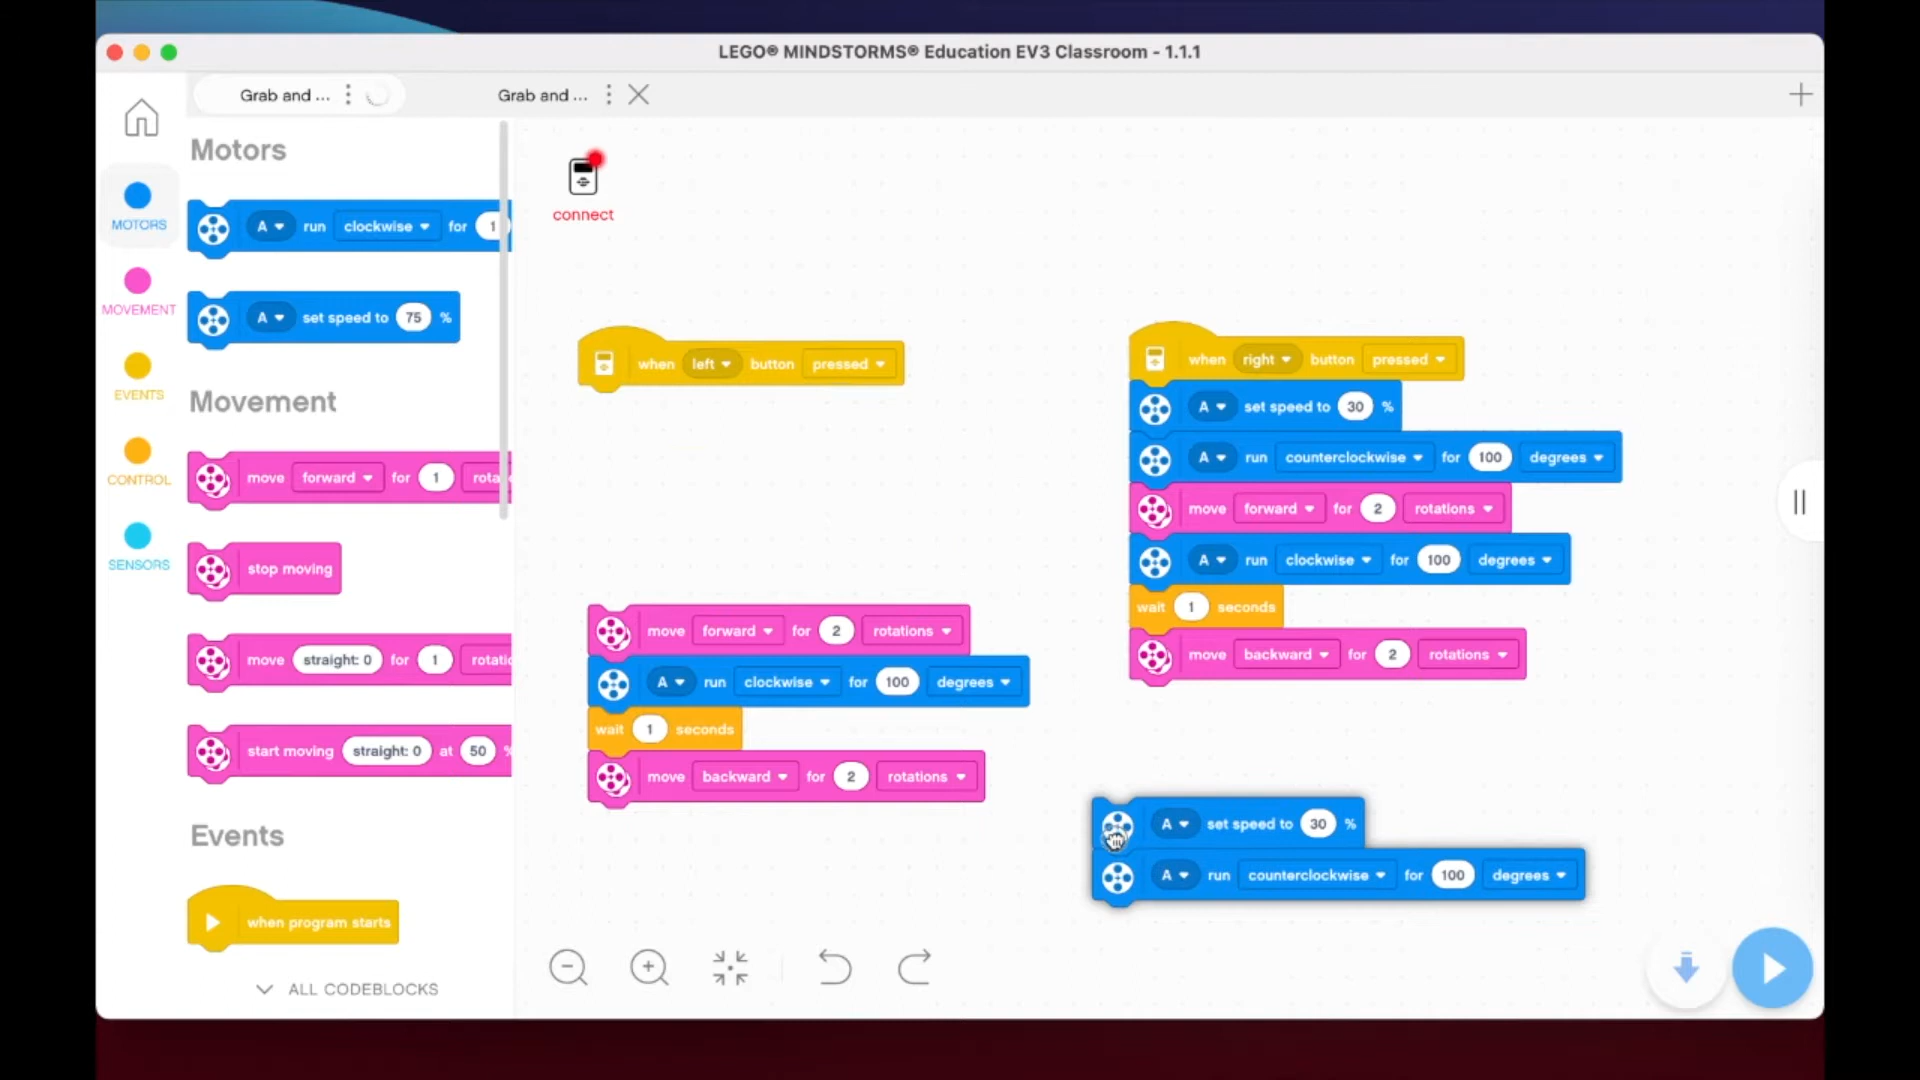 LEGO® MINDSTORMS® Education EV3 Classroom - 1.1.1
Grab and ...
Grab and ...
MOTORS
MOVEMENT
EVENTS
CONTROL
SENSORS
Motors
A run clockwise for 1
A set speed to 75 %
Movement
move forward for 1 rota
stop moving
move straight: 0 for 1 rotati
start moving straight: 0 at 50 %
Events
when program starts
ALL CODEBLOCKS
connect
when left button pressed
move forward for 2 rotations
A run clockwise for 100 degrees
wait 1 seconds
move backward for 2 rotations
when right button pressed
A set speed to 30 %
A run counterclockwise for 100 degrees
move forward for 2 rotations
A run clockwise for 100 degrees
wait 1 seconds
move backward for 2 rotations
A set speed to 30 %
A run counterclockwise for 100 degrees